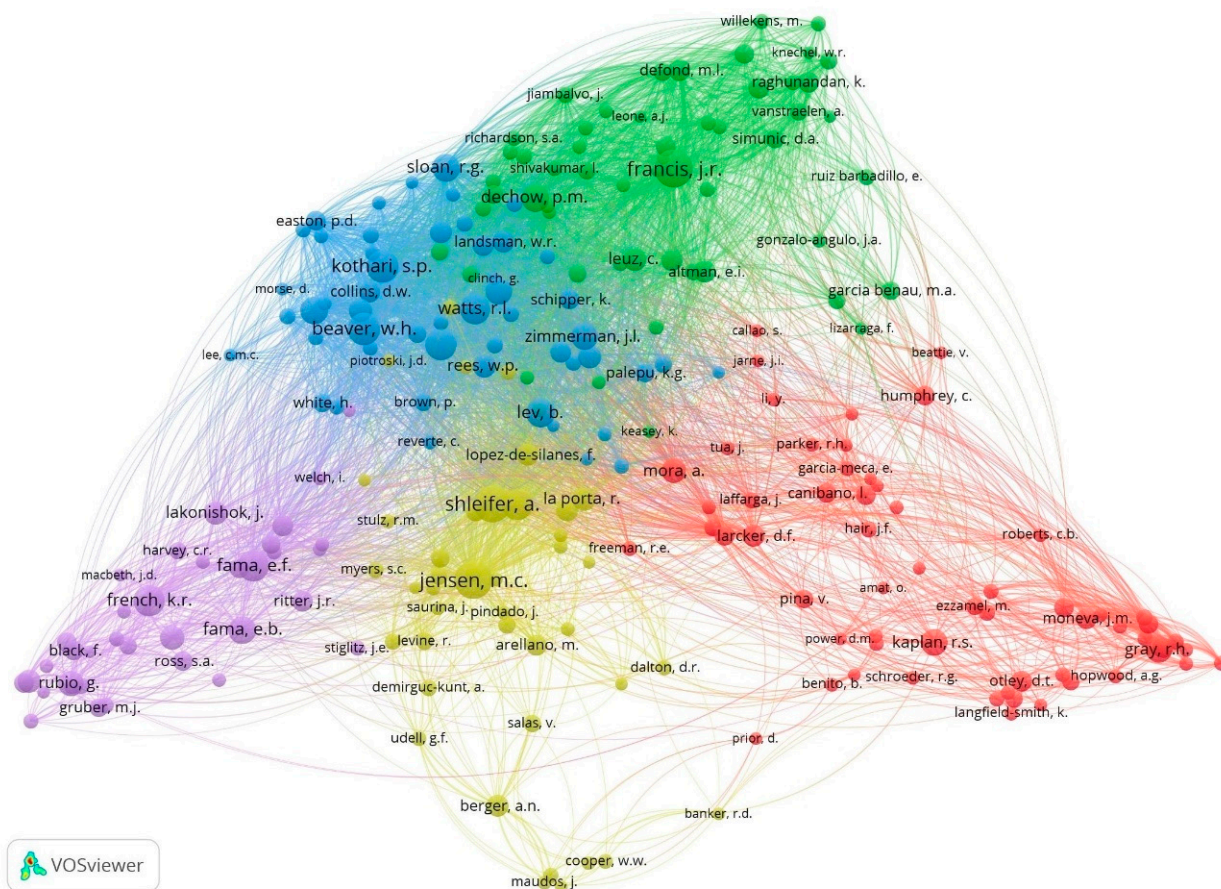 willekens, m.
knechel, w.r.
defond, m.l.
raghunandan, k.
jiambalvo, j.
vanstraelen, a.
leone, a.j.
richardson, s.a.
simunic, d.a.
sloan, r.g.
shivakumar, l.
francis, j.r.
ruiz barbadillo, e.
dechow, p.m.
easton, p.d.
landsman, w.r.
gonzalo-angulo, j.a.
kothari, s.p.
leuz, c.
altman, e.i.
clinch, g.
morse, d.
collins, d.w.
garcia benau, m.a.
schipper, k.
watts, r.l.
beaver, w.h.
zimmerman, j.l.
callao, s.
lizarraga, f.
lee, c.m.c.
piotroski, j.d.
rees, w.p.
jarne, j.i.
beattie, v.
palepu, k.g.
humphrey, c.
white, h.
brown, p.
li, y.
lev, b.
keasey, k.
reverte, c.
tua, j.
parker, r.h.
lopez-de-silanes, f.
mora, a.
garcia-meca, e.
welch, i.
laffarga, j.
canibano, l.
shleifer, a.
la porta, r.
lakonishok, j.
stulz, r.m.
hair, j.f.
larcker, d.f.
roberts, c.b.
freeman, r.e.
harvey, c.r.
fama, e.f.
myers, s.c.
macbeth, j.d.
jensen, m.c.
amat, o.
french, k.r.
ritter, j.r.
saurina, j.
pindado, j.
pina, v.
ezzamel, m.
moneva, j.m.
fama, e.b.
levine, r.
arellano, m.
power, d.m.
kaplan, r.s.
gray, r.h.
black, f.
stiglitz, j.e.
ross, s.a.
dalton, d.r.
rubio, g.
demirguc-kunt, a.
benito, b.
schroeder, r.g.
otley, d.t.
hopwood, a.g.
gruber, m.j.
langfield-smith, k.
salas, v.
udell, g.f.
prior, d.
berger, a.n.
banker, r.d.
cooper, w.w.
maudos, j.
VOSviewer